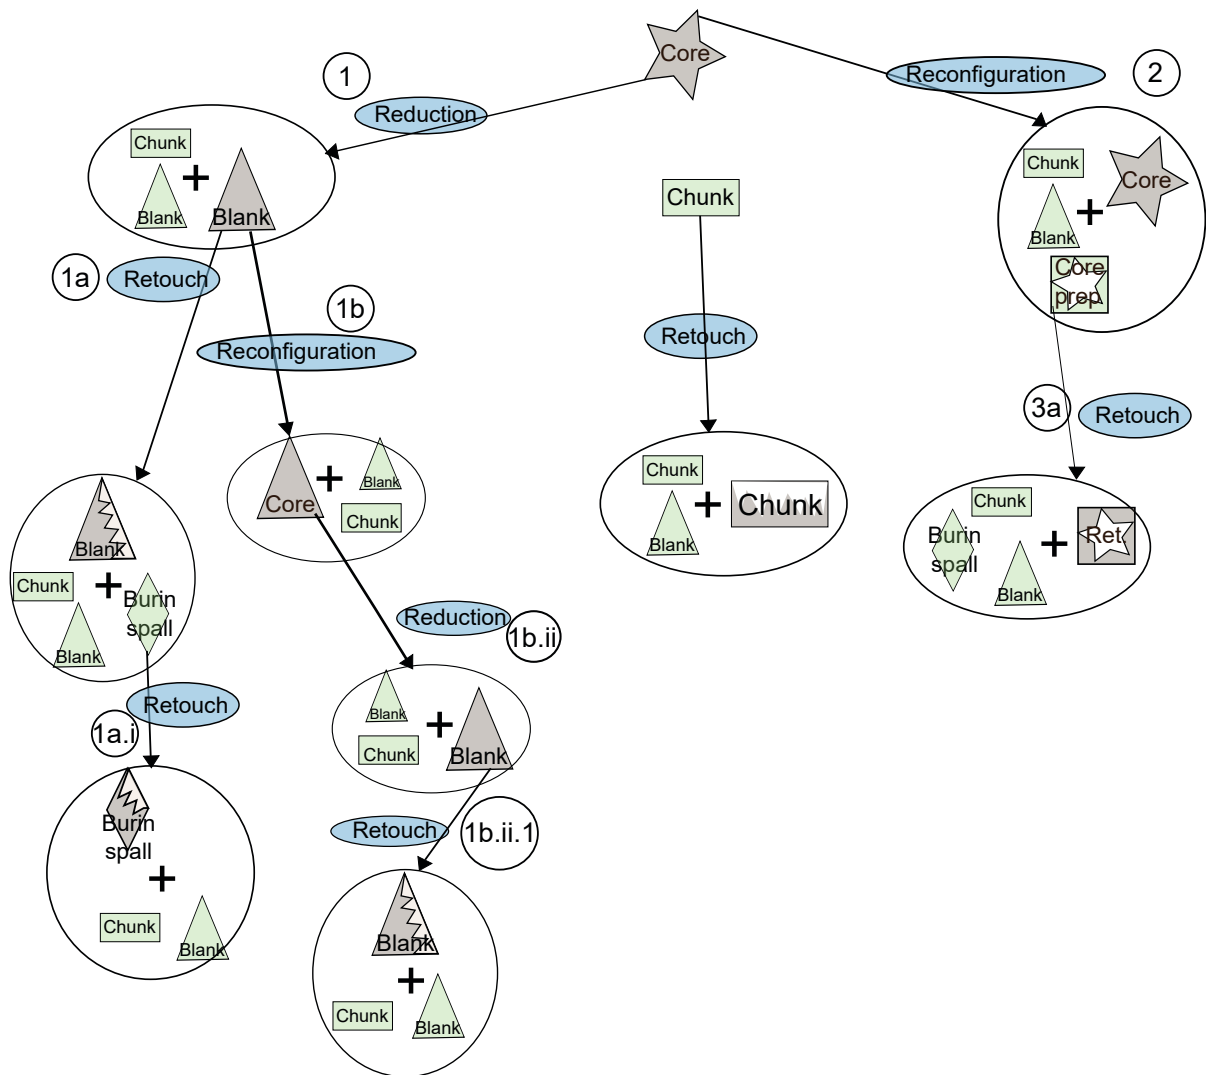 Core
1
2
Reconfiguration
Reduction
Chunk
+
Blank
Blank
Chunk
Core
+
Blank
Core
prep
Chunk
1a
Retouch
1b
Reconfiguration
Retouch
3a
Retouch
Core
+
Blank
Chunk
Chunk
+
Blank
Chunk
Chunk
Burin
spall
+
Ret.
Blank
Blank
+
Chunk
Burin
spall
Blank
Reduction
1b.ii
Retouch
1a.i
Blank
+
Chunk
Blank
Burin
spall
+
Chunk
Blank
Retouch
1b.ii.1
Blank
+
Chunk
Blank